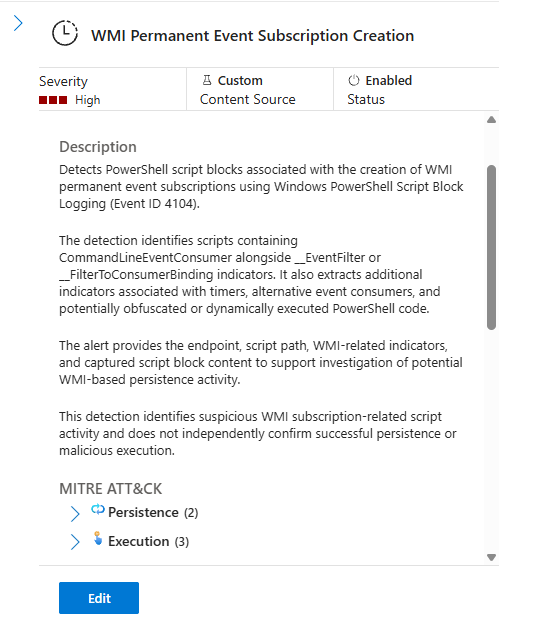 WMI Permanent Event Subscription Creation
Severity
High
Custom
Content Source
Enabled
Status
Description
Detects PowerShell script blocks associated with the creation of WMI
permanent event subscriptions using Windows PowerShell Script Block
Logging (Event ID 4104).
The detection identifies scripts containing
CommandLineEventConsumer alongside __EventFilter or
__FilterToConsumerBinding indicators. It also extracts additional
indicators associated with timers, alternative event consumers, and
potentially obfuscated or dynamically executed PowerShell code.
The alert provides the endpoint, script path, WMI-related indicators,
and captured script block content to support investigation of potential
WMI-based persistence activity.
This detection identifies suspicious WMI subscription-related script
activity and does not independently confirm successful persistence or
malicious execution.
MITRE ATT&CK
Persistence (2)
Execution (3)
Edit